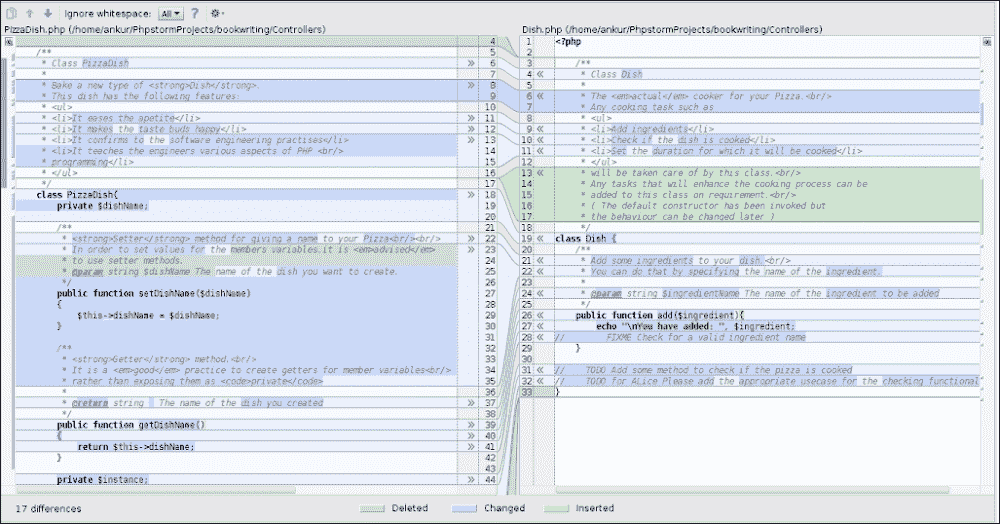 Ignore whitespace: All
PizzaDish.php (/home/ankur/PhpstormProjects/bookwriting/Controllers)
4
5 /**
6 * Class PizzaDish
7 *
8 * Bake a new type of <strong>Dish</strong>.
9 * This dish has the following features:
10 * <ul>
11 * <li>It eases the apetite</li>
12 * <li>It makes the taste buds happy</li>
13 * <li>It confirms to the software engineering practises</li>
14 * <li>It teaches the engineers various aspects of PHP <br/>
15 * programming</li>
16 * </ul>
17 */
18 class PizzaDish{
19 private $dishName;
20
21 /**
22 * <strong>Setter</strong> method for giving a name to your Pizza<br/><br/>
23 * In order to set values for the members variables it is <em>advised</em>
24 * to use setter methods.
25 * @param string $dishName The name of the dish you want to create.
26 */
27 public function setDishName($dishName)
28 {
29 $this->dishName = $dishName;
30 }
31
32 /**
33 * <strong>Getter</strong> method.<br/>
34 * It is a <em>good</em> practice to create getters for member variables<br/>
35 * rather than exposing them as <code>private</code>
36 *
37 * @return string The name of the dish you created
38 */
39 public function getDishName()
40 {
41 return $this->dishName;
42 }
43
44 private $instance;
Dish.php (/home/ankur/PhpstormProjects/bookwriting/Controllers)
1 <?php
2
3 /**
4 * Class Dish
5 *
6 * The <em>actual</em> cooker for your Pizza.<br/>
7 * Any cooking task such as
8 * <ul>
9 * <li>Add ingredients</li>
10 * <li>Check if the dish is cooked</li>
11 * <li>Set the duration for which it will be cooked</li>
12 * </ul>
13 * will be taken care of by this class.<br/>
14 * Any tasks that will enhance the cooking process can be
15 * added to this class on requirement.<br/>
16 * ( The default constructor has been invoked but
17 * the behaviour can be changed later )
18 */
19 class Dish {
20 /**
21 * Add some ingredients to your dish.<br/>
22 * You can do that by specifying the name of the ingredient.
23 *
24 * @param string $ingredientName The name of the ingredient to be added
25 */
26 public function add($ingredient){
27 echo "\nYou have added: ", $ingredient;
28 // FIXME Check for a valid ingredient name
29 }
30
31 // TODO Add some method to check if the pizza is cooked
32 // TODO for ALice Please add the appropriate usecase for the checking functional
33 }
17 differences
Deleted
Changed
Inserted